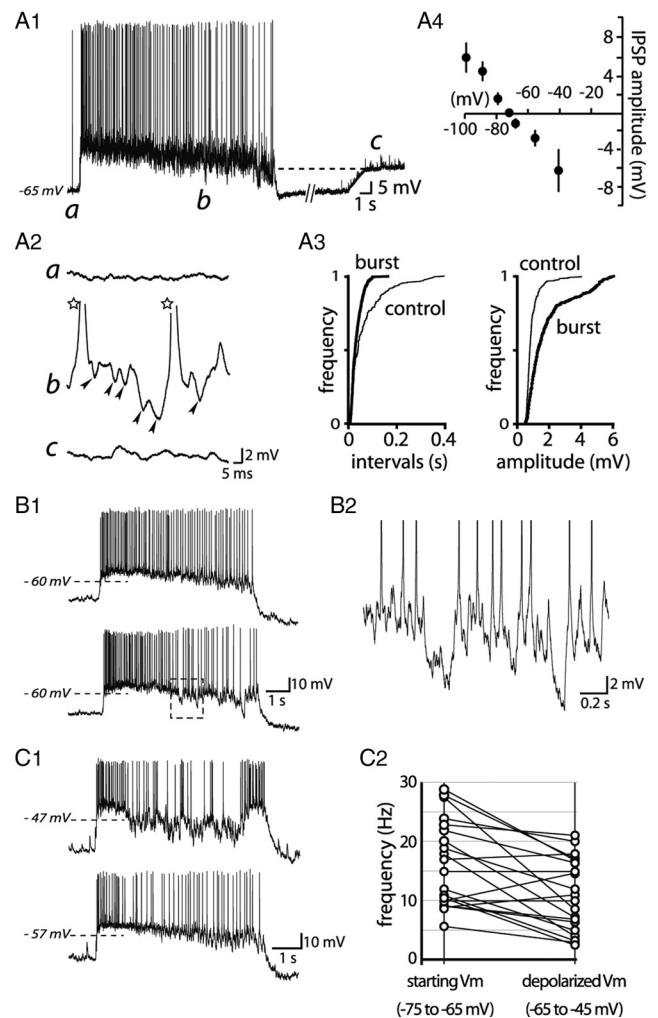 A1
-65 mV
a
b
c
5 mV
1 s
A4
IPSP amplitude (mV)
8
4
-4
-8
-60
-40
-20
(mV)
-100
-80
A2
a
b
c
2 mV
5 ms
A3
burst
control
frequency
1
0
0
0.2
0.4
intervals (s)
control
burst
frequency
1
0
0
2
4
6
amplitude (mV)
B1
- 60 mV
- 60 mV
10 mV
1 s
B2
2 mV
0.2 s
C1
- 47 mV
-57 mV
10 mV
1 s
C2
frequency (Hz)
30
20
10
0
starting Vm
(-75 to -65 mV)
depolarized Vm
(-65 to -45 mV)